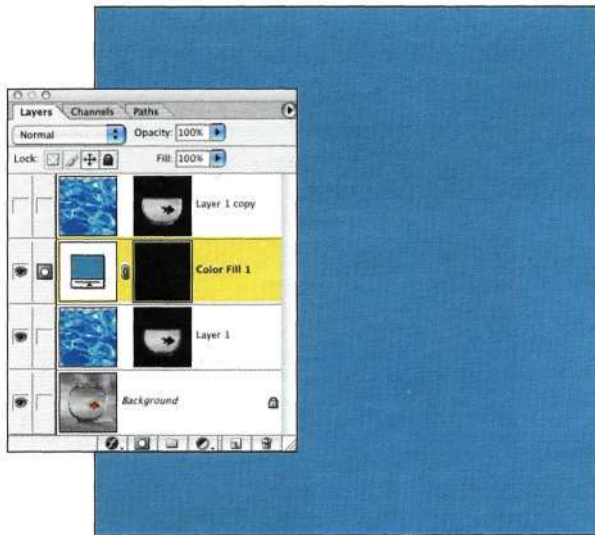 Layers Channels Paths
Normal Opacity: 100%
Lock: Fill: 100%
Layer 1 copy
Color Fill 1
Layer 1
Background